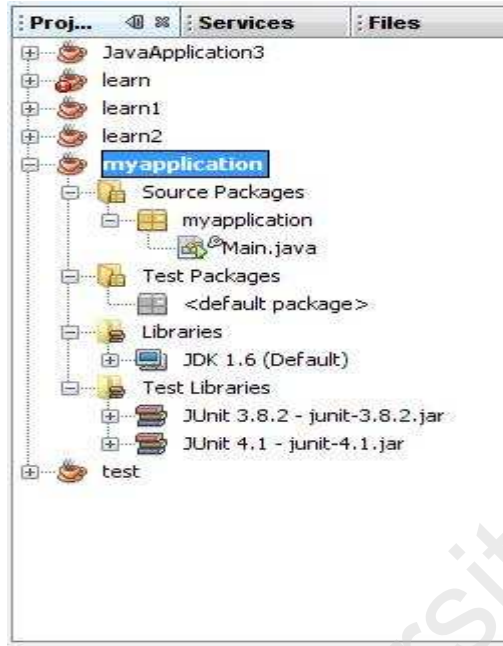 Proj... Services Files
JavaApplication3
learn
learn1
learn2
myapplication
Source Packages
myapplication
Main.java
Test Packages
<default package>
Libraries
JDK 1.6 (Default)
Test Libraries
JUnit 3.8.2 - junit-3.8.2.jar
JUnit 4.1 - junit-4.1.jar
test